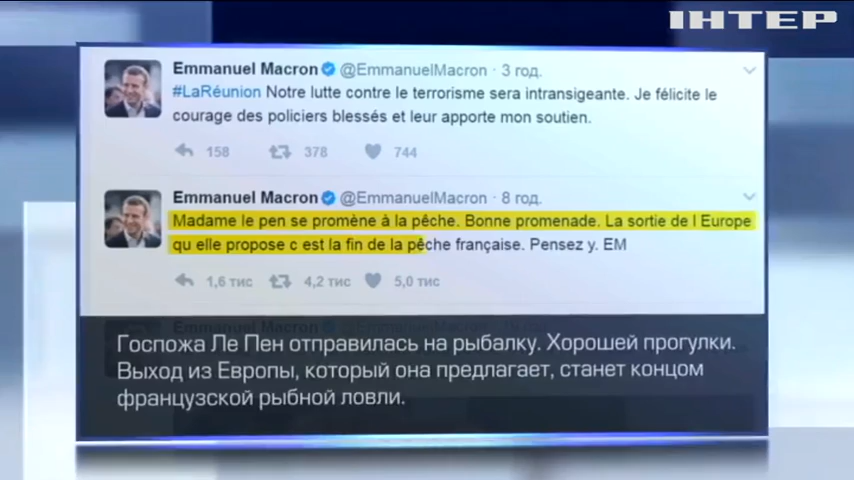 ІНТЕР
Emmanuel Macron @EmmanuelMacron · 3 год.
#LaRéunion Notre lutte contre le terrorisme sera intransigeante. Je félicite le
courage des policiers blessés et leur apporte mon soutien.
158 378 744
Emmanuel Macron @EmmanuelMacron · 8 год.
Madame le pen se promène à la pêche. Bonne promenade. La sortie de l Europe
qu elle propose c est la fin de la pêche française. Pensez y. EM
1,6 тис 4,2 тис 5,0 тис
Госпожа Ле Пен отправилась на рыбалку. Хорошей прогулки.
Выход из Европы, который она предлагает, станет концом
французской рыбной ловли.